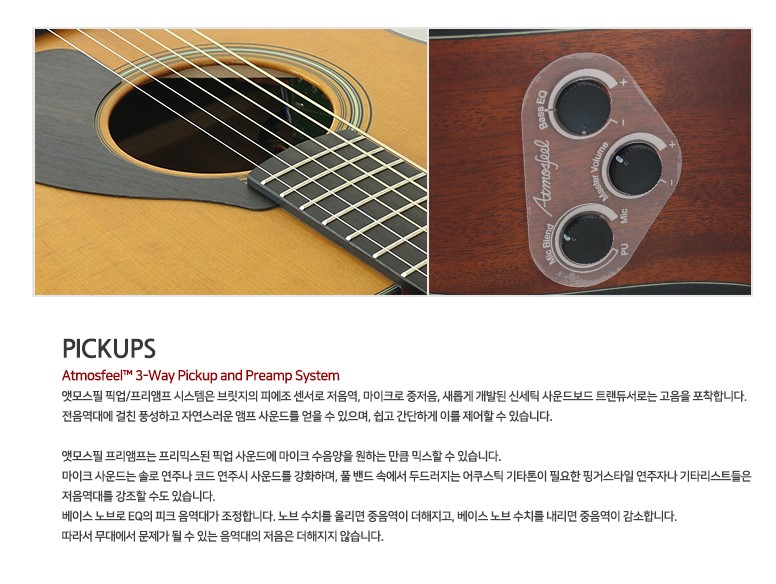 Bass EQ
+
−
Atmosfeel
Master Volume
+
−
Mic Blend
Mic
PU
PICKUPS
Atmosfeel™ 3-Way Pickup and Preamp System
앳모스필 픽업/프리앰프 시스템은 브릿지의 피에조 센서로 저음역, 마이크로 중저음, 새롭게 개발된 신세틱 사운드보드 트랜듀서로는 고음을 포착합니다.
전음역대에 걸친 풍성하고 자연스러운 앰프 사운드를 얻을 수 있으며, 쉽고 간단하게 이를 제어할 수 있습니다.
앳모스필 프리앰프는 프리믹스된 픽업 사운드에 마이크 수음양을 원하는 만큼 믹스할 수 있습니다.
마이크 사운드는 솔로 연주나 코드 연주시 사운드를 강화하며, 풀 밴드 속에서 두드러지는 어쿠스틱 기타톤이 필요한 핑거스타일 연주자나 기타리스트들은
저음역대를 강조할 수도 있습니다.
베이스 노브로 EQ의 피크 음역대가 조정합니다. 노브 수치를 올리면 중음역이 더해지고, 베이스 노브 수치를 내리면 중음역이 감소합니다.
따라서 무대에서 문제가 될 수 있는 음역대의 저음은 더해지지 않습니다.